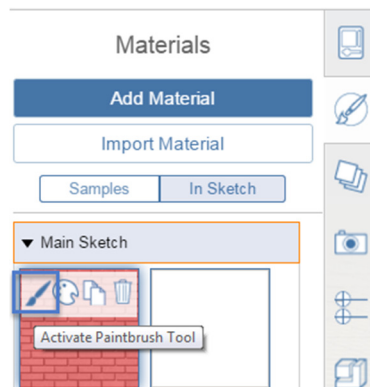 Materials
Add Material
Import Material
Samples In Sketch
▼ Main Sketch
Activate Paintbrush Tool